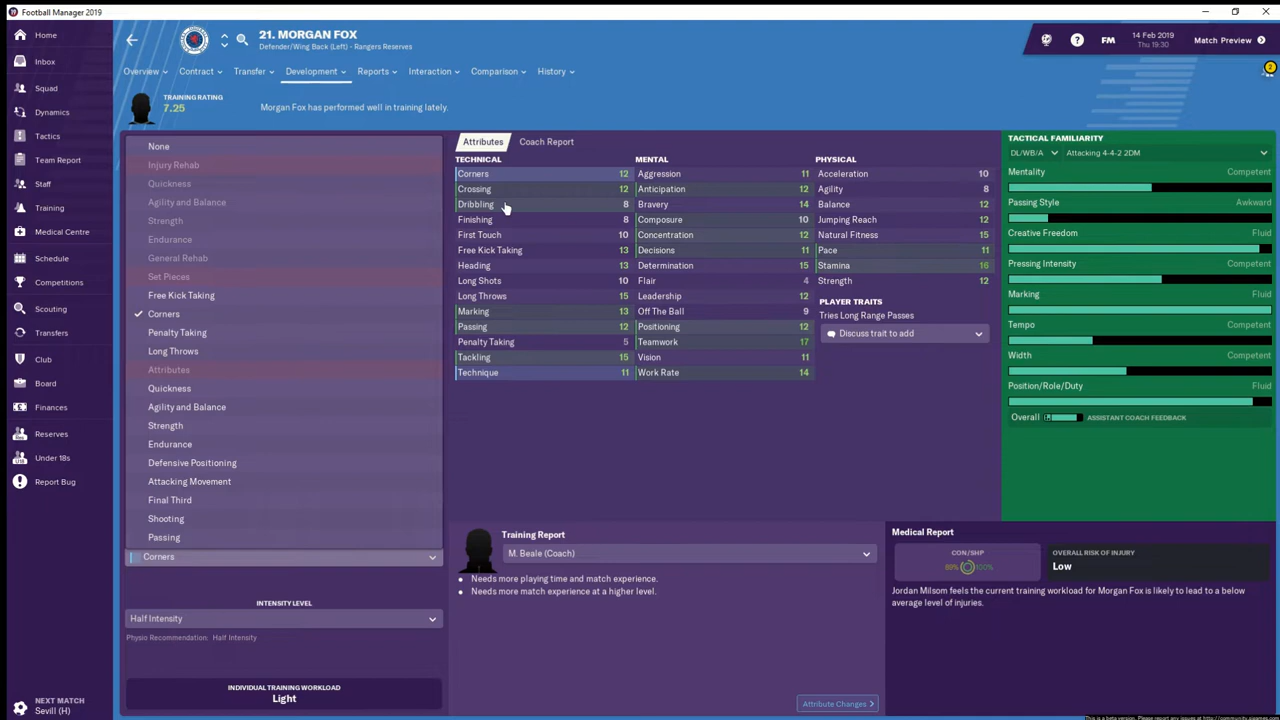 Football Manager 2019
Home
Inbox
Squad
Dynamics
Tactics
Team Report
Staff
Training
Medical Centre
Schedule
Competitions
Scouting
Transfers
Club
Board
Finances
Reserves
Under 18s
Report Bug
NEXT MATCH
Sevill (H)
21. MORGAN FOX
Defender/Wing Back (Left) - Rangers Reserves
FM
14 Feb 2019
Thu 19:30
Match Preview
2
Overview
Contract
Transfer
Development
Reports
Interaction
Comparison
History
TRAINING RATING
7.25
Morgan Fox has performed well in training lately.
None
Injury Rehab
Quickness
Agility and Balance
Strength
Endurance
General Rehab
Set Pieces
Free Kick Taking
Corners
Penalty Taking
Long Throws
Attributes
Quickness
Agility and Balance
Strength
Endurance
Defensive Positioning
Attacking Movement
Final Third
Shooting
Passing
Corners
INTENSITY LEVEL
Half Intensity
Physio Recommendation: Half Intensity
INDIVIDUAL TRAINING WORKLOAD
Light
Attributes
Coach Report
TECHNICAL
Corners 12
Crossing 12
Dribbling 8
Finishing 8
First Touch 10
Free Kick Taking 13
Heading 13
Long Shots 10
Long Throws 15
Marking 13
Passing 12
Penalty Taking 5
Tackling 15
Technique 11
MENTAL
Aggression 11
Anticipation 12
Bravery 14
Composure 10
Concentration 12
Decisions 11
Determination 15
Flair 4
Leadership 12
Off The Ball 9
Positioning 12
Teamwork 17
Vision 11
Work Rate 14
PHYSICAL
Acceleration 10
Agility 8
Balance 12
Jumping Reach 12
Natural Fitness 15
Pace 11
Stamina 16
Strength 12
PLAYER TRAITS
Tries Long Range Passes
Discuss trait to add
TACTICAL FAMILIARITY
DL/WB/A
Attacking 4-4-2 2DM
Mentality Competent
Passing Style Awkward
Creative Freedom Fluid
Pressing Intensity Competent
Marking Fluid
Tempo Competent
Width Competent
Position/Role/Duty Fluid
Overall
ASSISTANT COACH FEEDBACK
Training Report
M. Beale (Coach)
Needs more playing time and match experience.
Needs more match experience at a higher level.
Attribute Changes
Medical Report
CON/SHP
89% 100%
OVERALL RISK OF INJURY
Low
Jordan Milsom feels the current training workload for Morgan Fox is likely to lead to a below
average level of injuries.